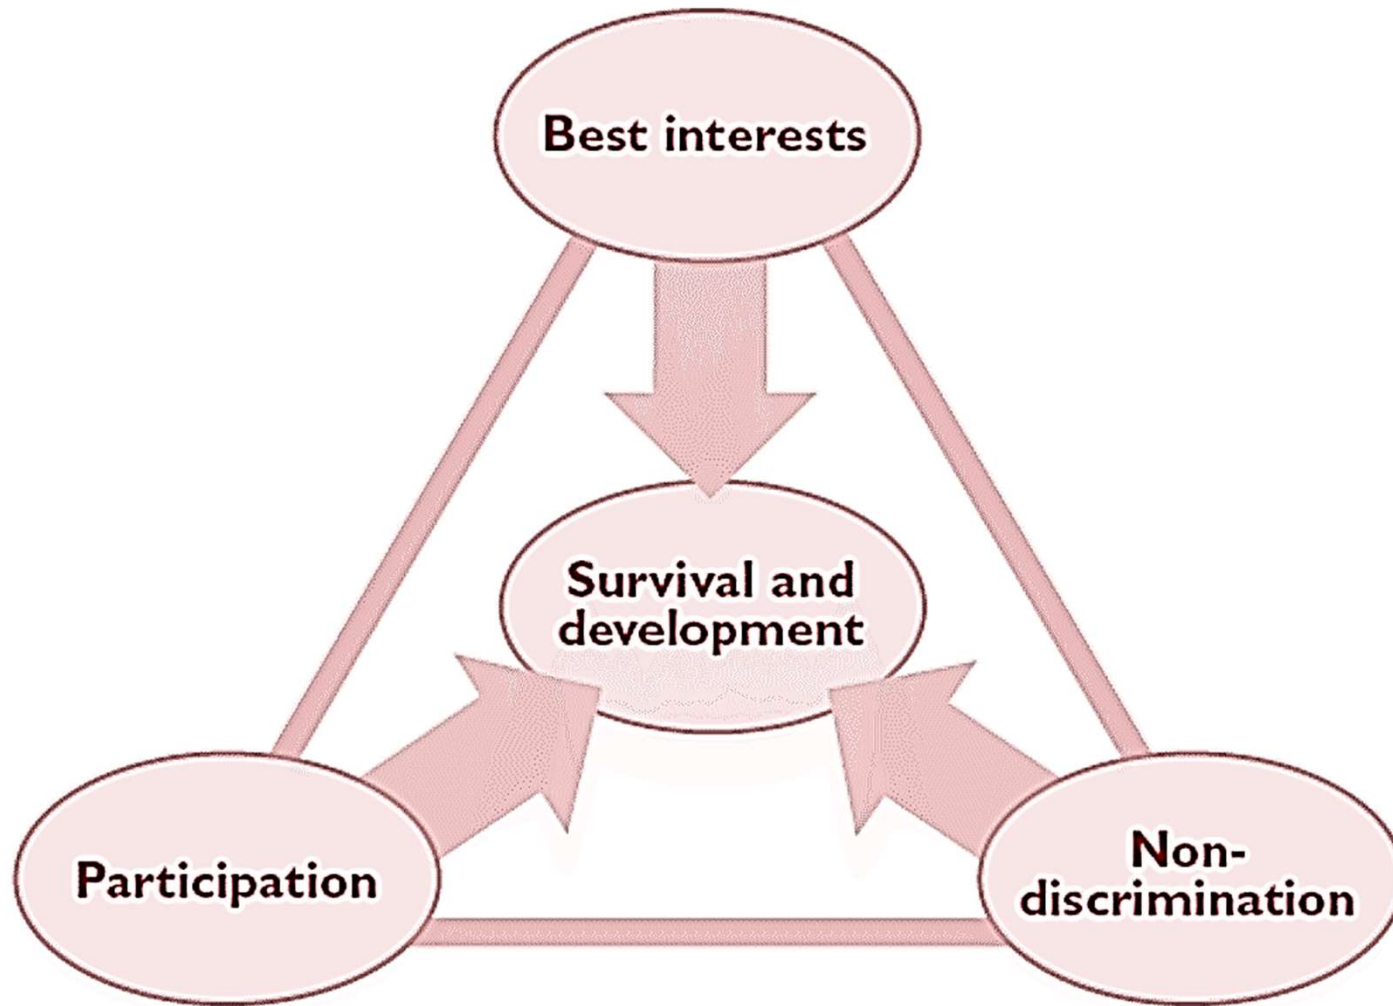 Best interests
Survival and
development
Participation
Non-
discrimination